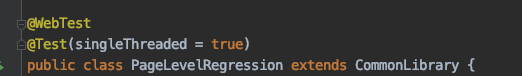 @WebTest
@Test(singleThreaded = true)
public class PageLevelRegression extends CommonLibrary {